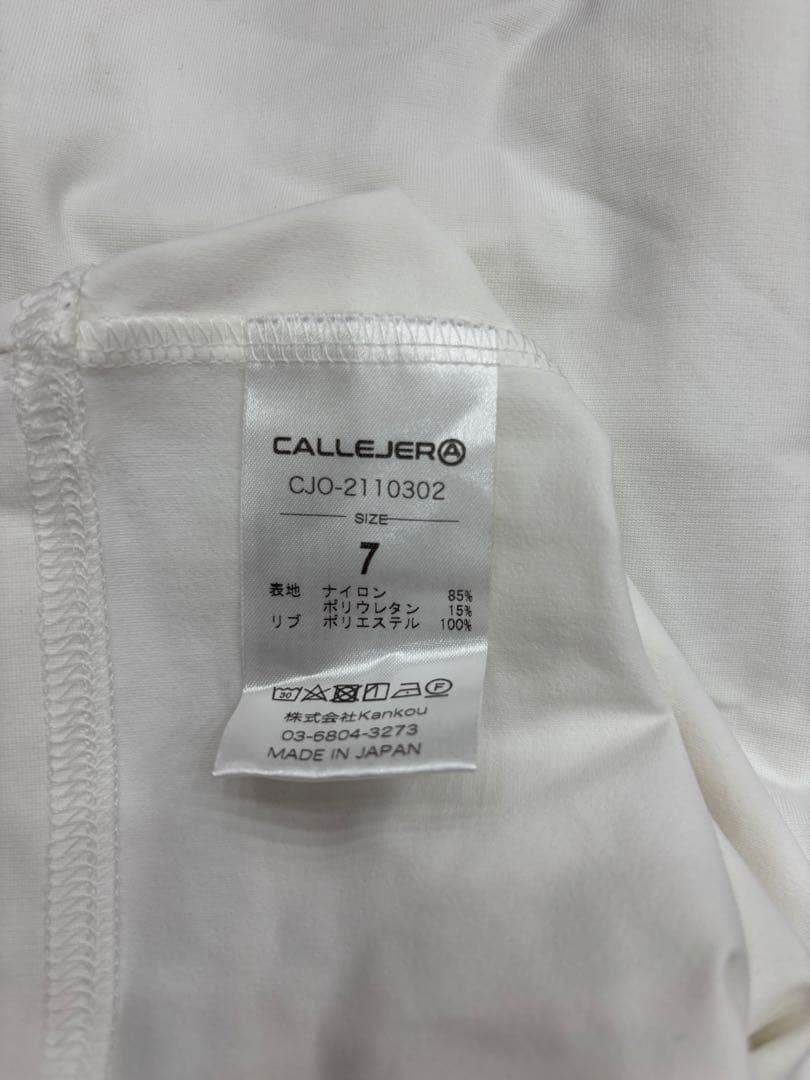 CALLEJERA
CJO-2110302
SIZE
7
表地 ナイロン 85%
ポリウレタン 15%
リブ ポリエステル 100%
30 F
株式会社Kankou
03-6804-3273
MADE IN JAPAN